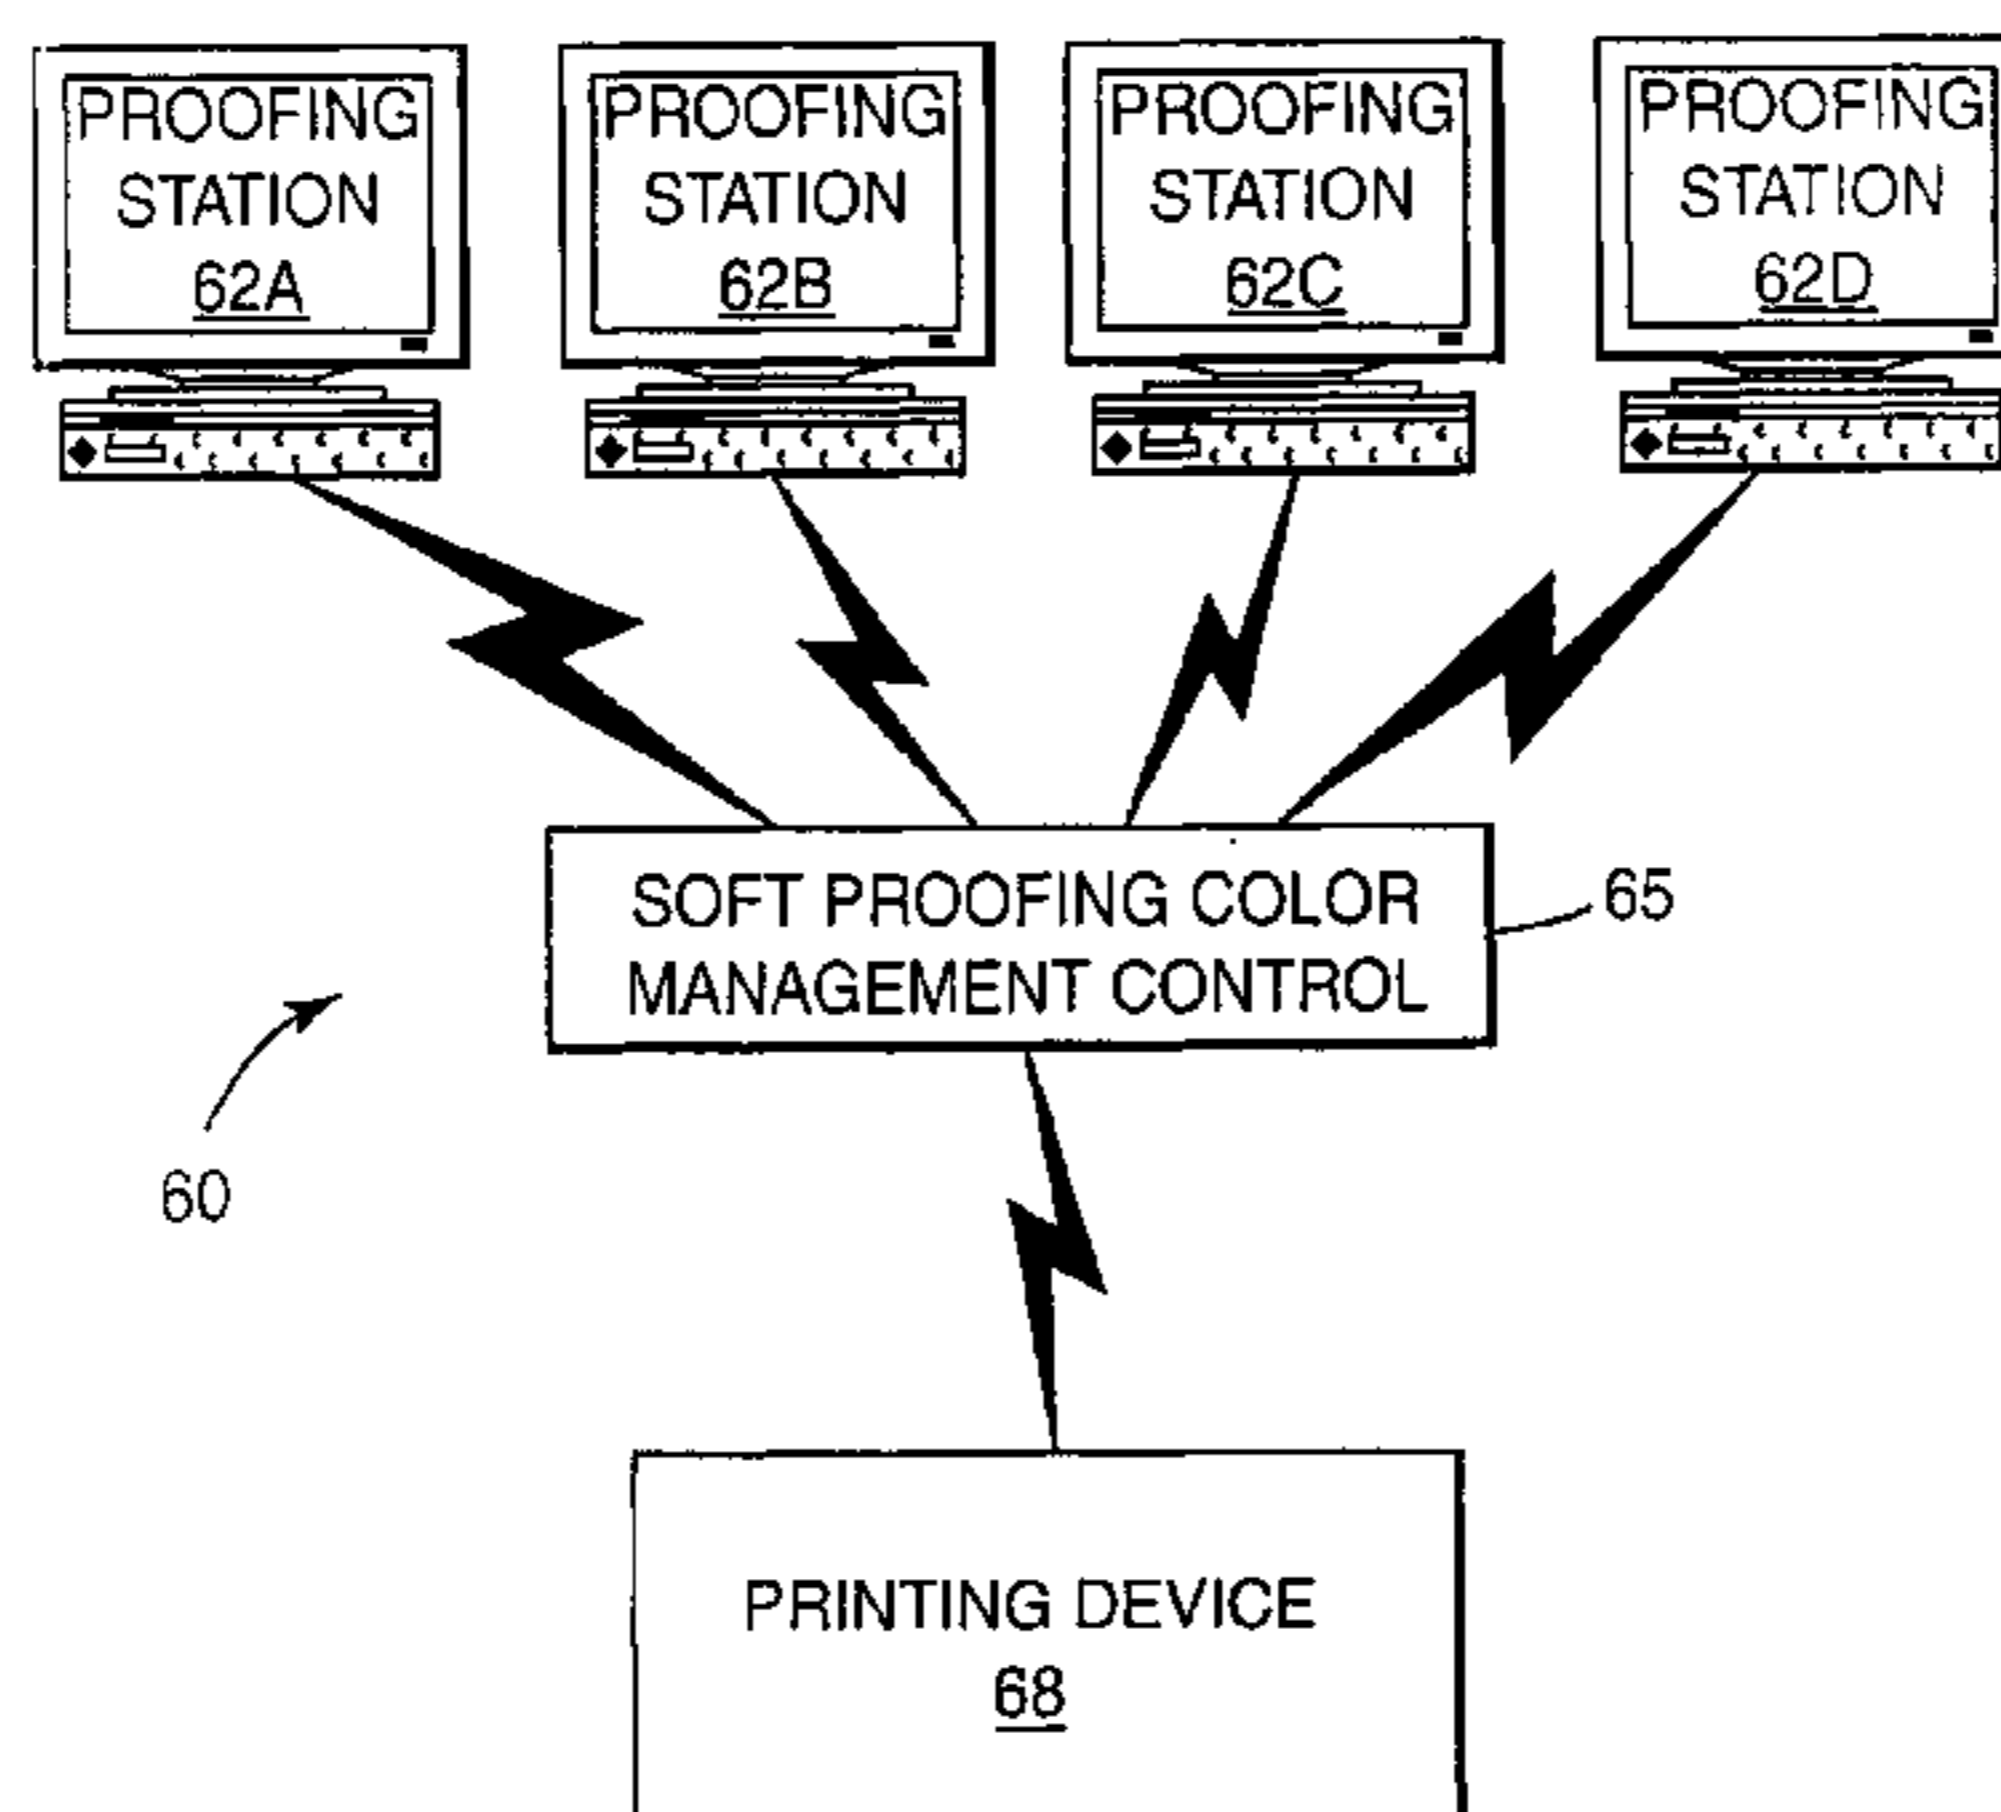 PROOFING
STATION
62A
PROOFING
STATION
62B
PROOFING
STATION
62C
PROOFING
STATION
62D
SOFT PROOFING COLOR
MANAGEMENT CONTROL
65
60
PRINTING DEVICE
68